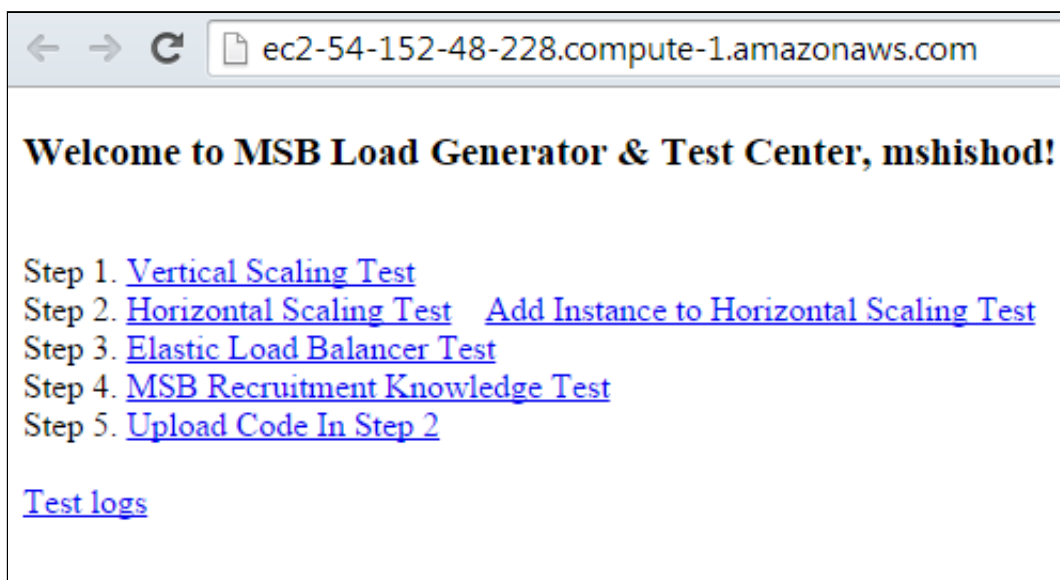 ec2-54-152-48-228.compute-1.amazonaws.com
Welcome to MSB Load Generator & Test Center, mshishod!
Step 1. Vertical Scaling Test
Step 2. Horizontal Scaling Test Add Instance to Horizontal Scaling Test
Step 3. Elastic Load Balancer Test
Step 4. MSB Recruitment Knowledge Test
Step 5. Upload Code In Step 2
Test logs